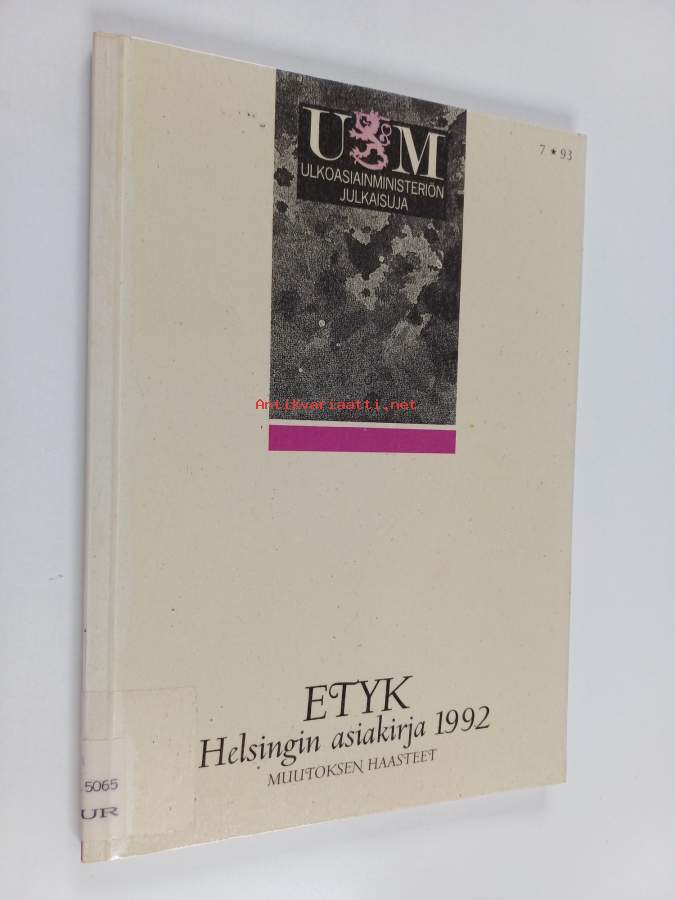 7 ★ 93
U M
ULKOASIAINMINISTERIÖN
JULKAISUJA
Antikvariaatti.net
ETYK
Helsingin asiakirja 1992
MUUTOKSEN HAASTEET
5065
UR